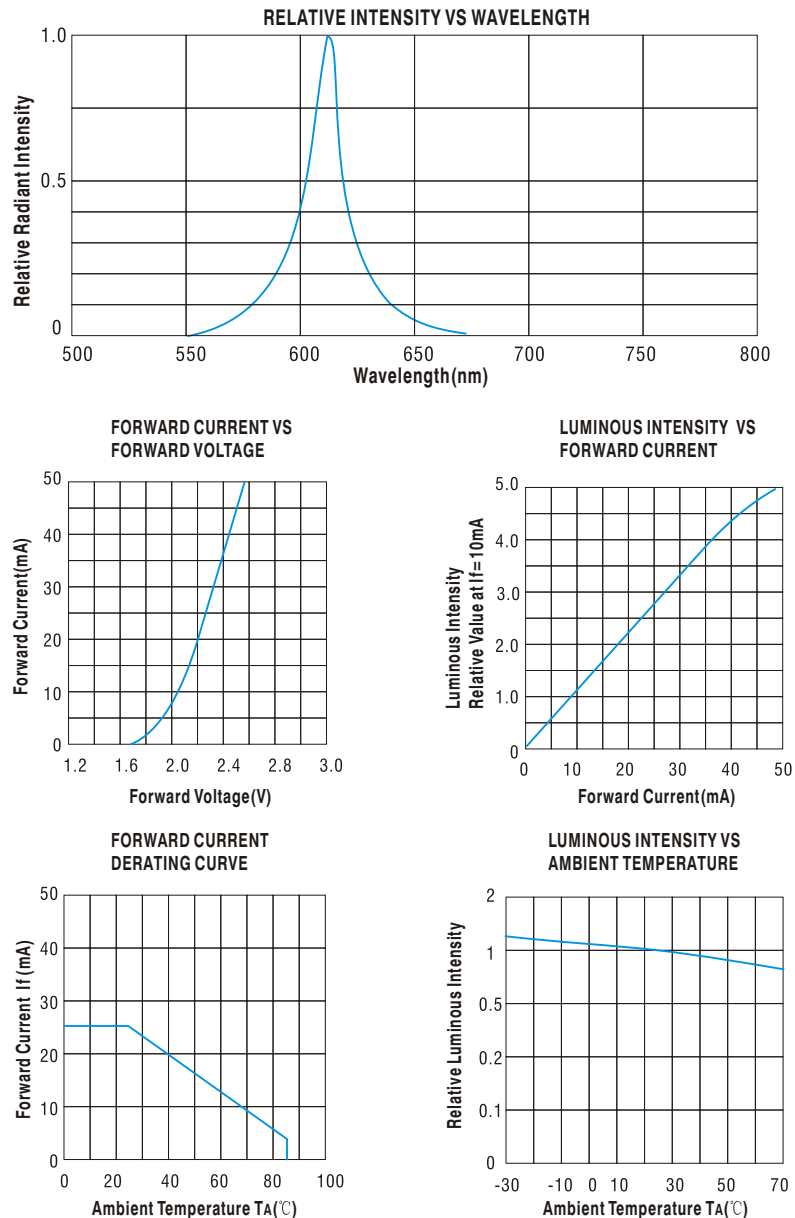 RELATIVE INTENSITY VS WAVELENGTH
1.0
0.5
0
Relative Radiant Intensity
500 550 600 650 700 750 800
Wavelength(nm)
FORWARD CURRENT VS
FORWARD VOLTAGE
50
40
30
20
10
0
Forward Current(mA)
1.2 1.6 2.0 2.4 2.8 3.0
Forward Voltage(V)
LUMINOUS INTENSITY VS
FORWARD CURRENT
5.0
4.0
3.0
2.0
1.0
0
Luminous Intensity
Relative Value at If=10mA
0 10 20 30 40 50
Forward Current(mA)
FORWARD CURRENT
DERATING CURVE
50
40
30
20
10
0
Forward Current If (mA)
0 20 40 60 80 100
Ambient Temperature TA(℃)
LUMINOUS INTENSITY VS
AMBIENT TEMPERATURE
2
1
0.5
0.2
0.1
0
Relative Luminous Intensity
-30 -10 0 10 30 50 70
Ambient Temperature TA(℃)